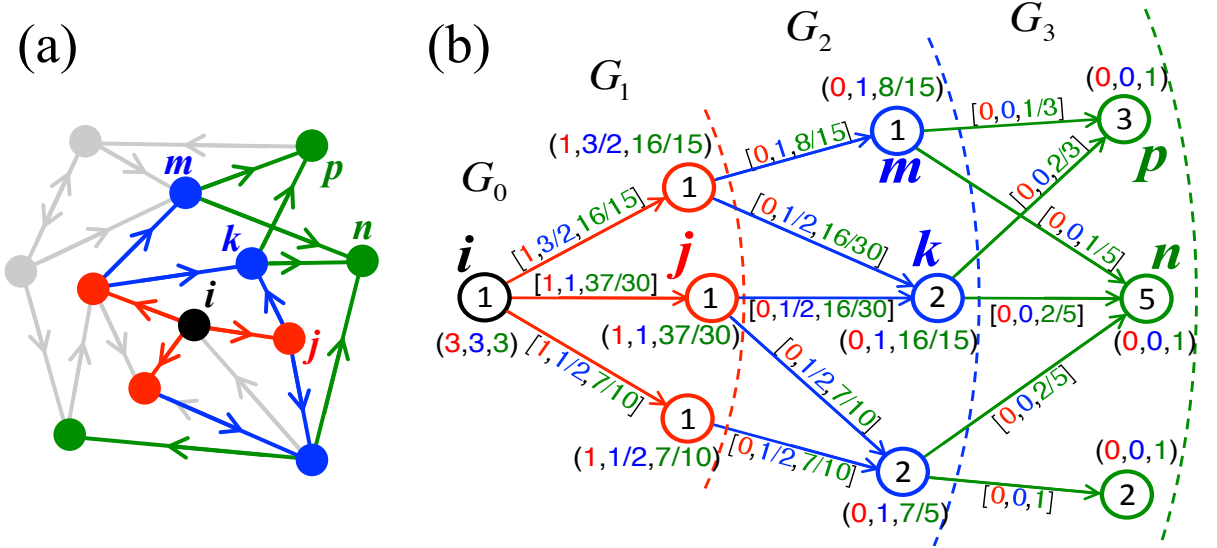 (a)
m
p
k
n
i
j
(b)
G0
G1
G2
G3
(0,1,8/15)
(0,0,1)
[0,0,1/3]
1
3
(1,3/2,16/15)
[0,1,8/15]
m
p
1
[0,0,2/3]
[1,3/2,16/15]
[0,1/2,16/30]
[0,0,1/5]
i
j
k
n
[1,1,37/30]
1
1
[0,1/2,16/30]
2
[0,0,2/5]
5
(3,3,3)
(1,1,37/30)
(0,1,16/15)
(0,0,1)
[1,1/2,7/10]
[0,1/2,7/10]
[0,0,2/5]
1
(1,1/2,7/10)
[0,1/2,7/10]
2
(0,0,1)
(0,1,7/5)
[0,0,1]
2